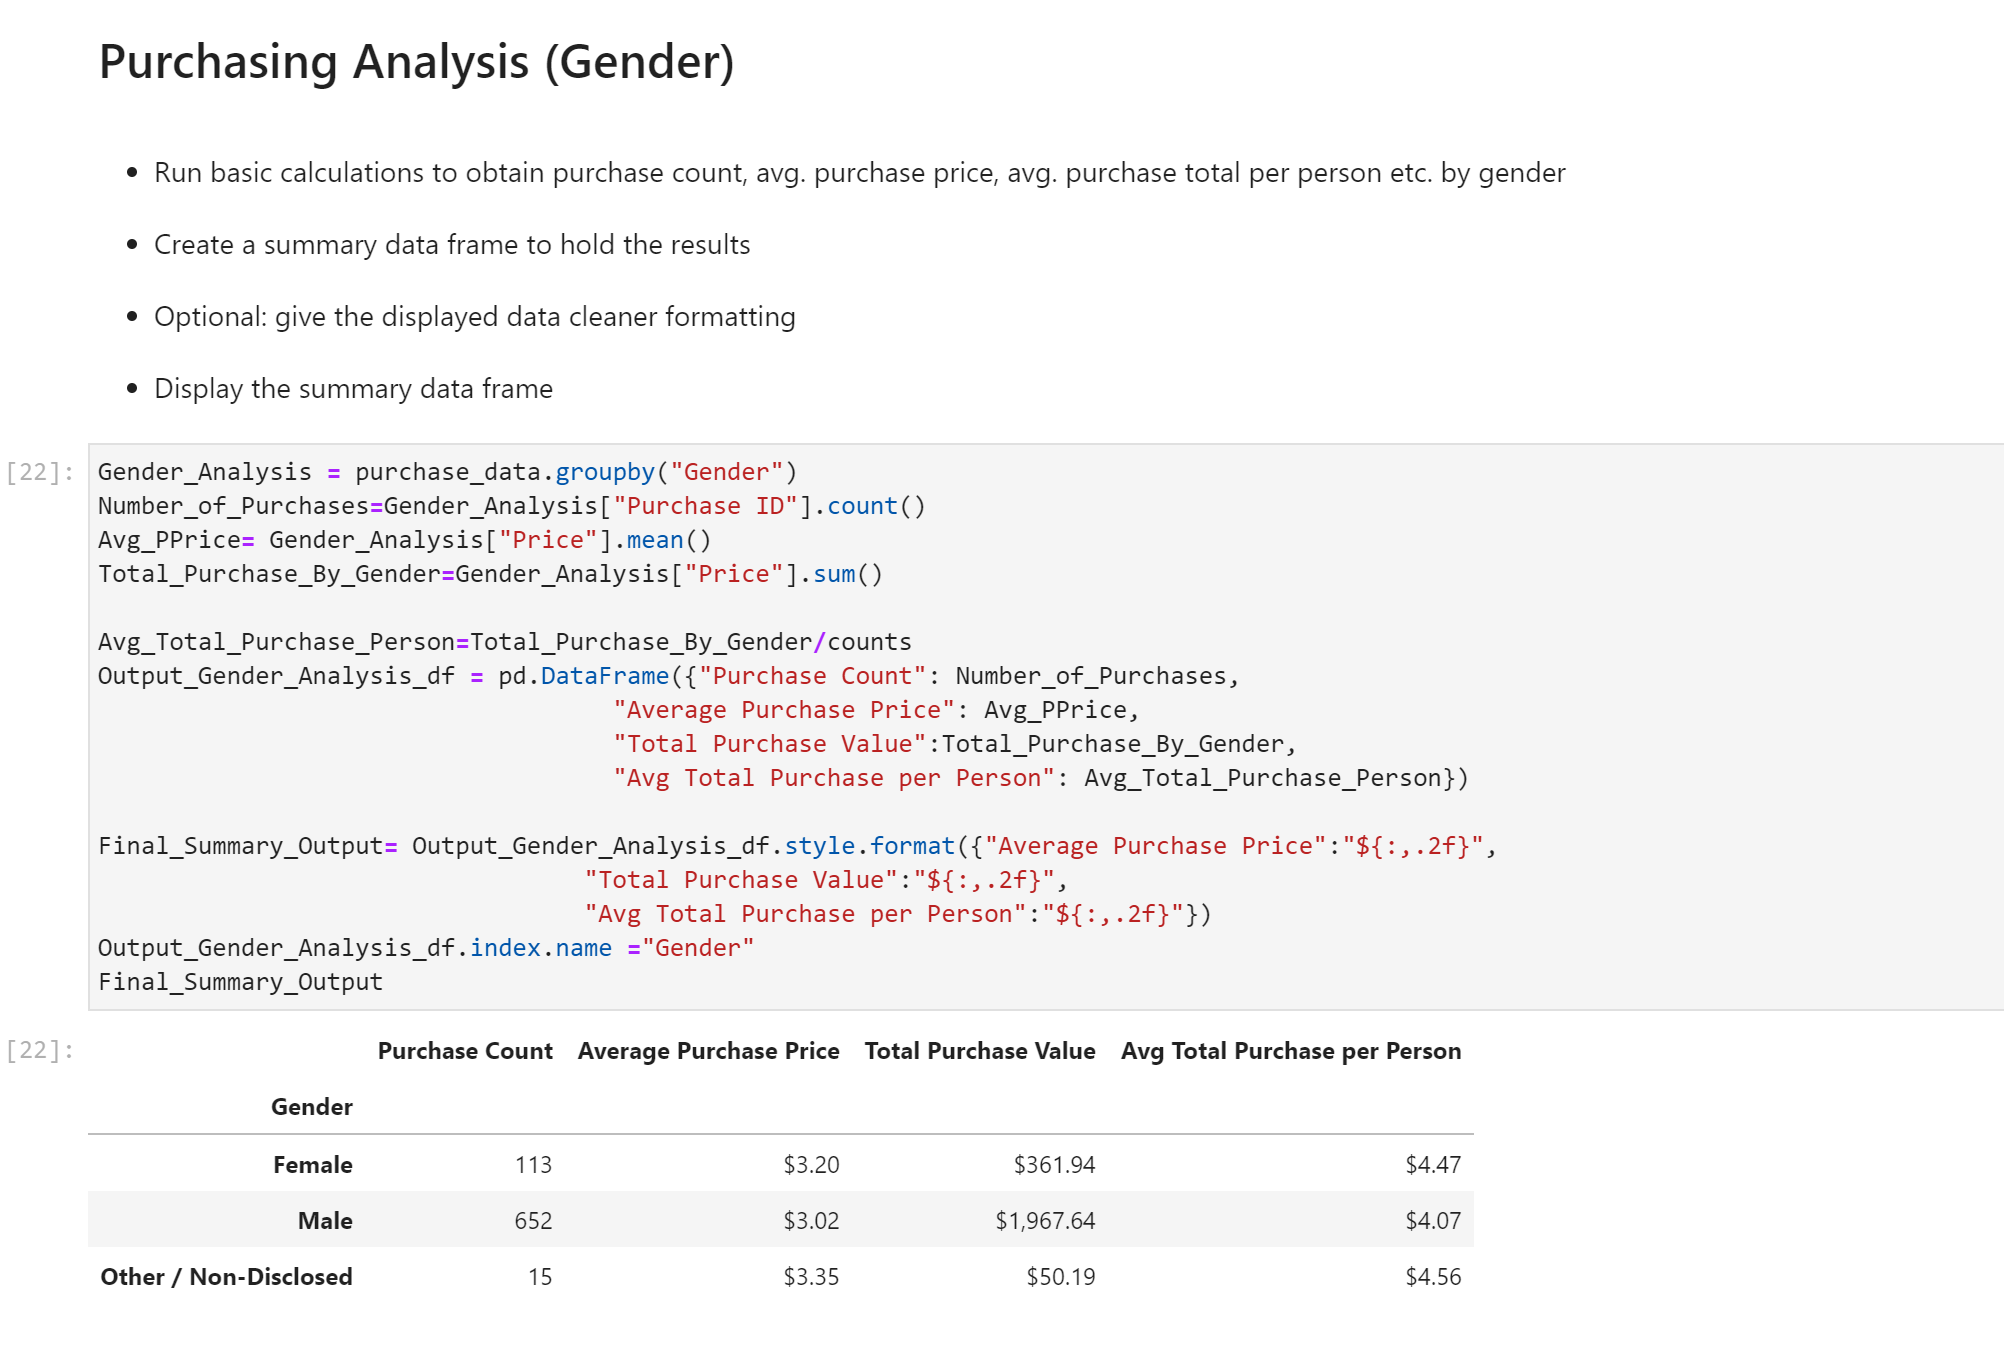 Purchasing Analysis (Gender)
• Run basic calculations to obtain purchase count, avg. purchase price, avg. purchase total per person etc. by gender
• Create a summary data frame to hold the results
• Optional: give the displayed data cleaner formatting
• Display the summary data frame
[22]: Gender_Analysis = purchase_data.groupby("Gender")
Number_of_Purchases=Gender_Analysis["Purchase ID"].count()
Avg_PPrice= Gender_Analysis["Price"].mean()
Total_Purchase_By_Gender=Gender_Analysis["Price"].sum()
Avg_Total_Purchase_Person=Total_Purchase_By_Gender/counts
Output_Gender_Analysis_df = pd.DataFrame({"Purchase Count": Number_of_Purchases,
"Average Purchase Price": Avg_PPrice,
"Total Purchase Value":Total_Purchase_By_Gender,
"Avg Total Purchase per Person": Avg_Total_Purchase_Person})
Final_Summary_Output= Output_Gender_Analysis_df.style.format({"Average Purchase Price":"${:,.2f}",
"Total Purchase Value":"${:,.2f}",
"Avg Total Purchase per Person":"${:,.2f}"})
Output_Gender_Analysis_df.index.name ="Gender"
Final_Summary_Output
[22]: Purchase Count Average Purchase Price Total Purchase Value Avg Total Purchase per Person
Gender
Female 113 $3.20 $361.94 $4.47
Male 652 $3.02 $1,967.64 $4.07
Other / Non-Disclosed 15 $3.35 $50.19 $4.56